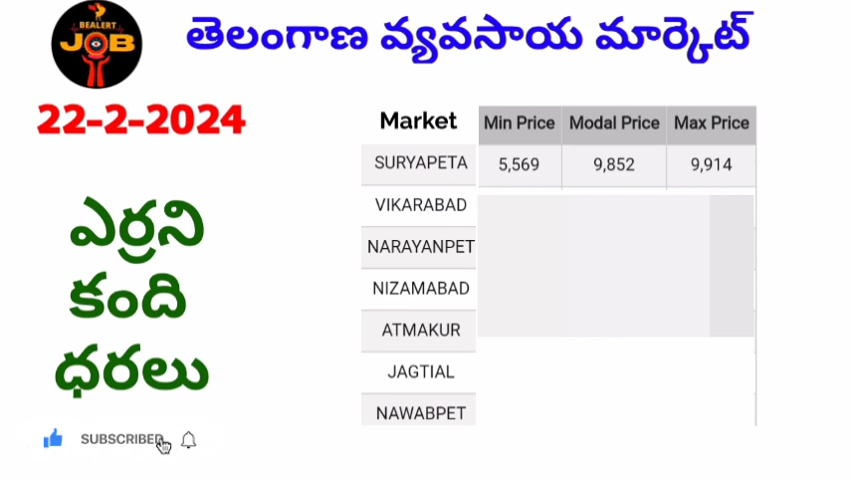 BEALERT
JOB
తెలంగాణ వ్యవసాయ మార్కెట్
22-2-2024
ఎర్రని
కంది
ధరలు
Market Min Price Modal Price Max Price
SURYAPETA 5,569 9,852 9,914
VIKARABAD
NARAYANPET
NIZAMABAD
ATMAKUR
JAGTIAL
NAWABPET
SUBSCRIBED